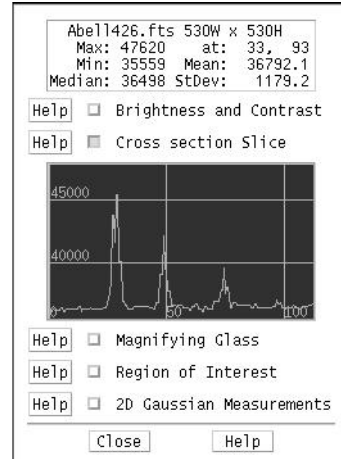 Abell426.fts 530W x 530H
Max: 47620 at: 33, 93
Min: 35559 Mean: 36792.1
Median: 36498 StDev: 1179.2
Help Brightness and Contrast
Help Cross section Slice
45000
40000
0 50 100
Help Magnifying Glass
Help Region of Interest
Help 2D Gaussian Measurements
Close Help